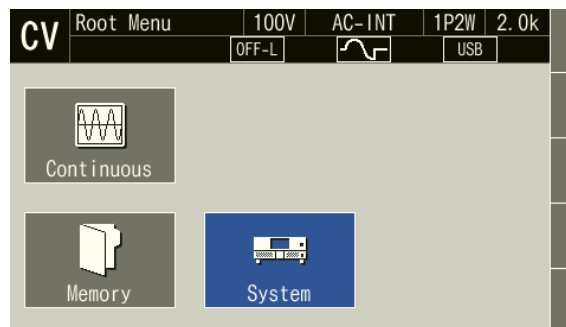 CV Root Menu 100V AC-INT 1P2W 2.0k
OFF-L USB
Continuous
Memory System